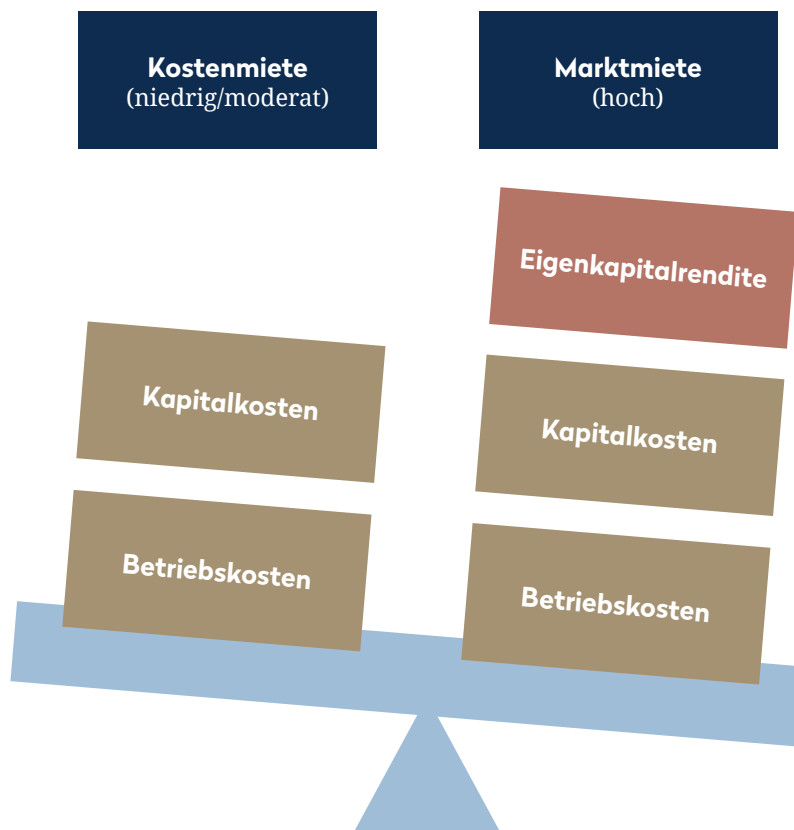 Kostenmiete
(niedrig/moderat)
Marktmiete
(hoch)
Eigenkapitalrendite
Kapitalkosten
Kapitalkosten
Betriebskosten
Betriebskosten